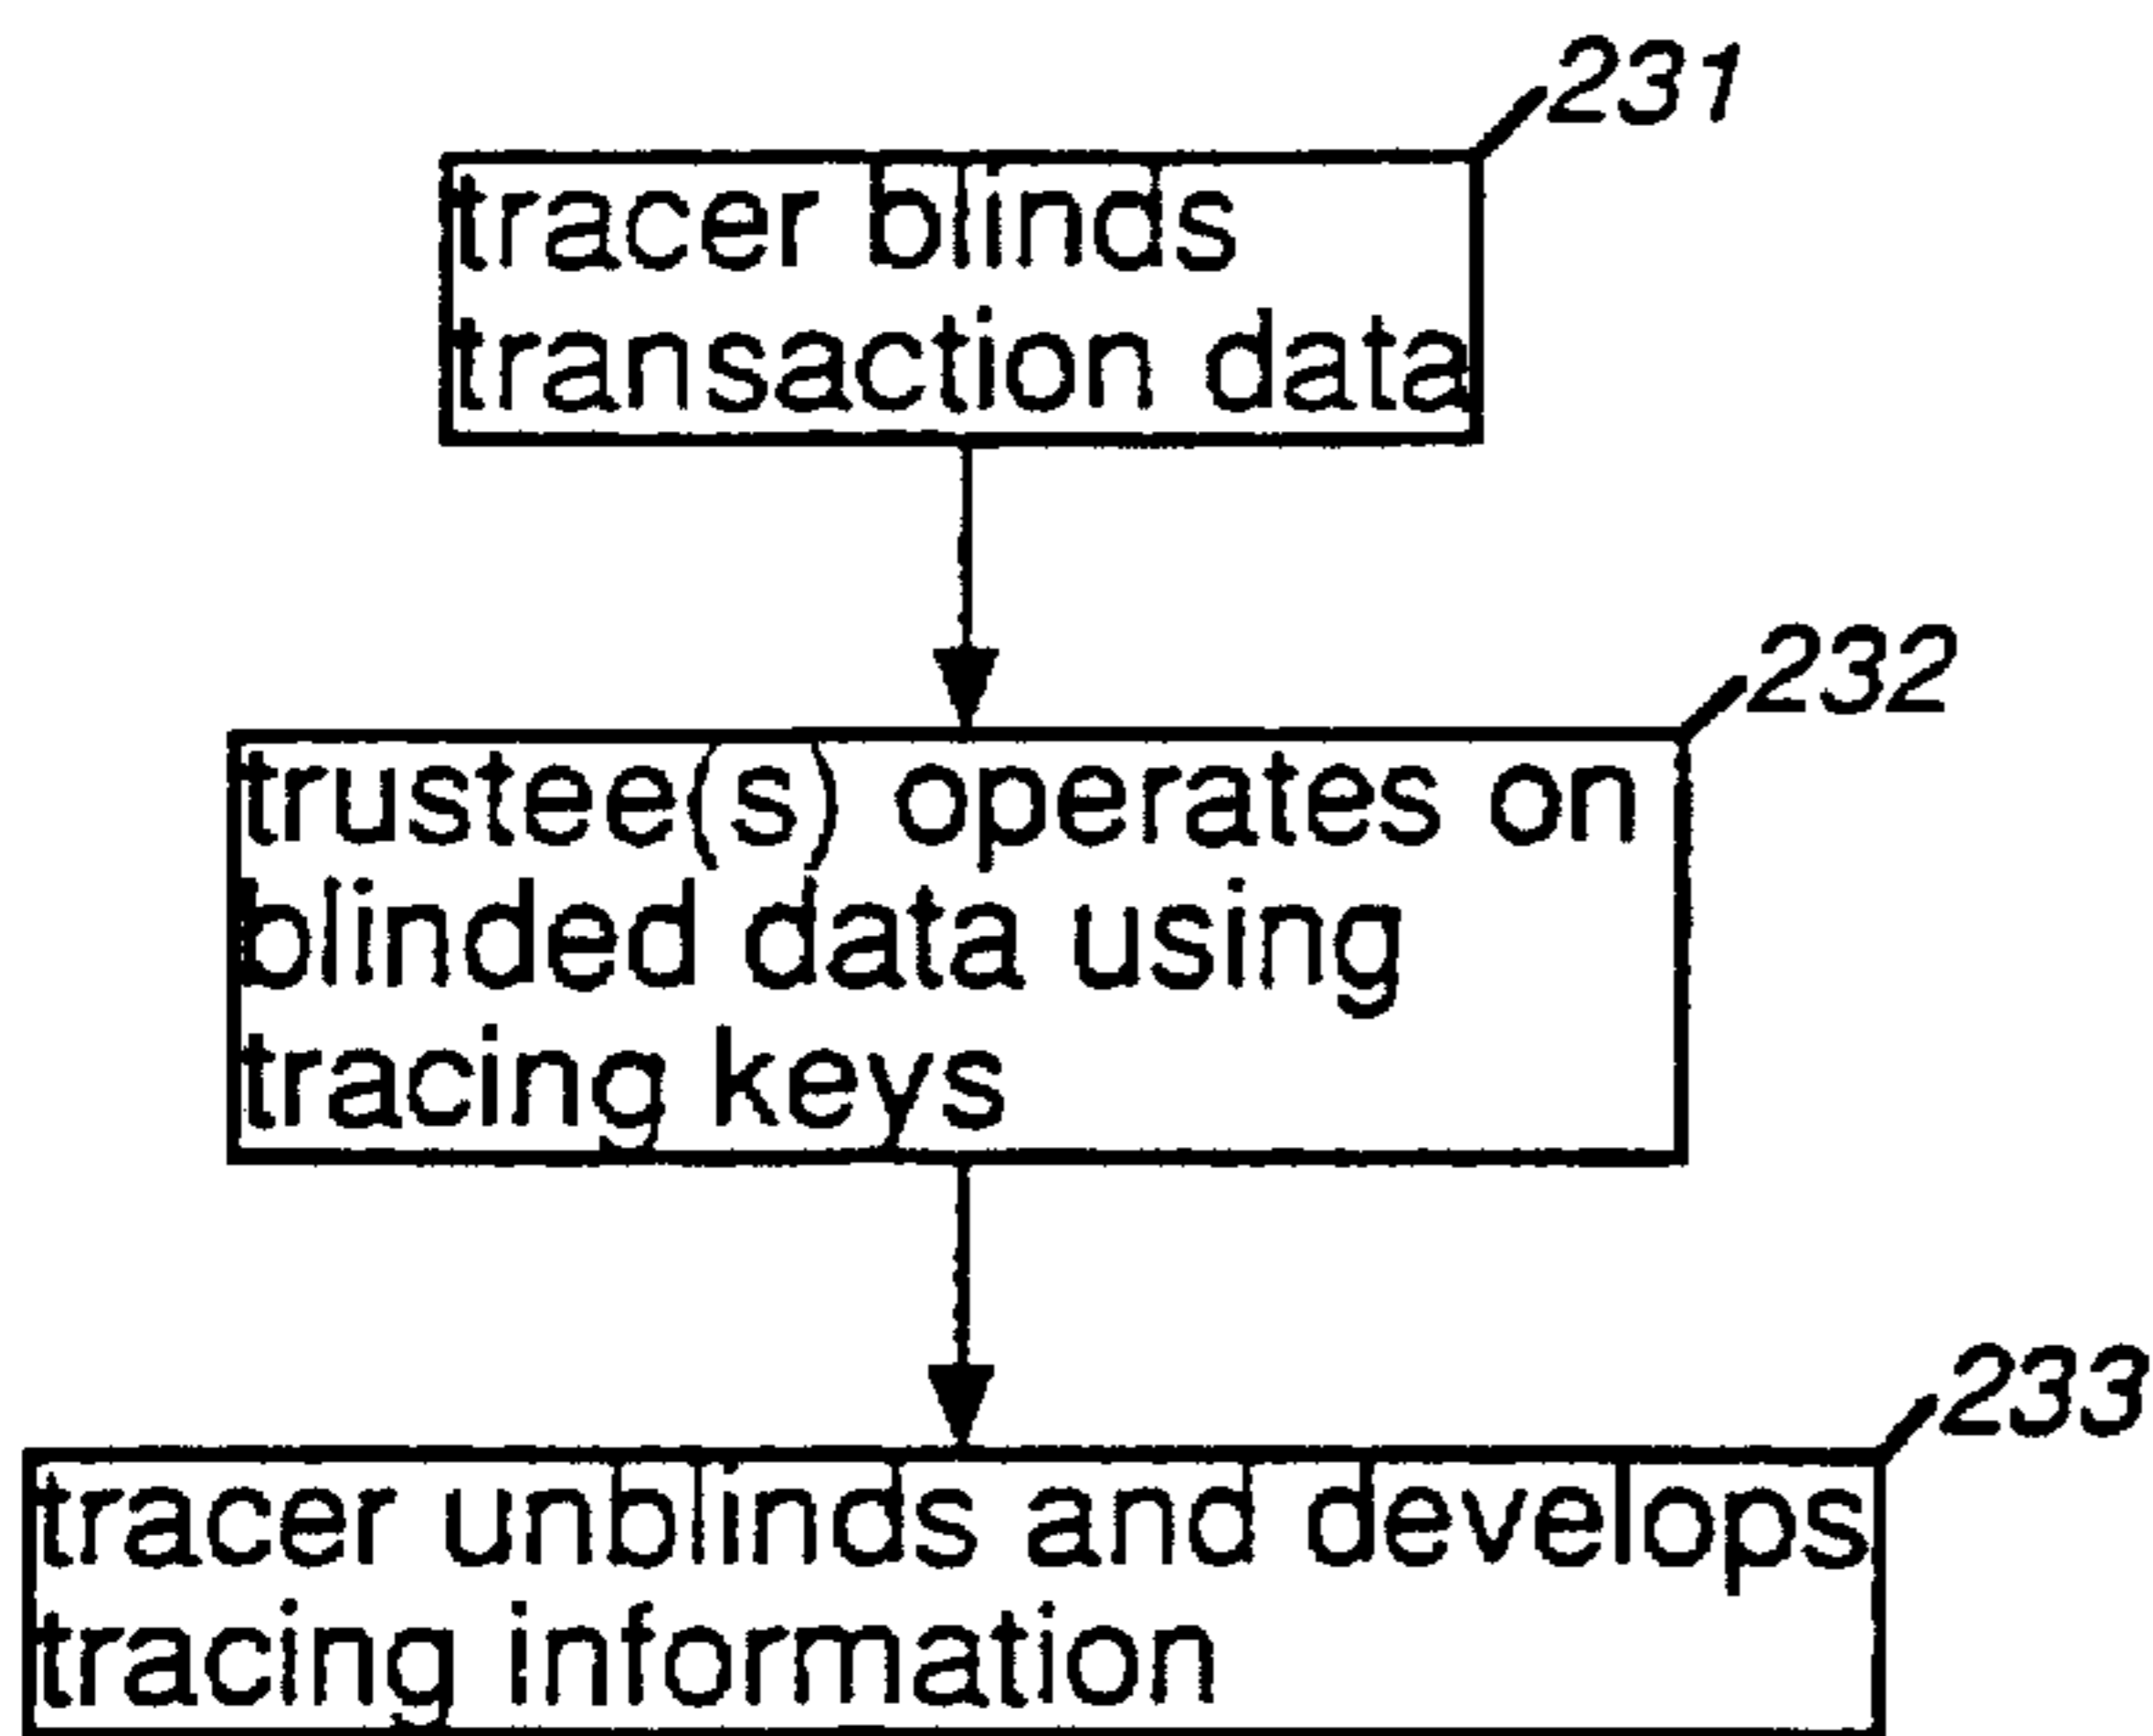 231
tracer blinds
transaction data
232
trustee(s) operates on
blinded data using
tracing keys
233
tracer unblinds and develops
tracing information